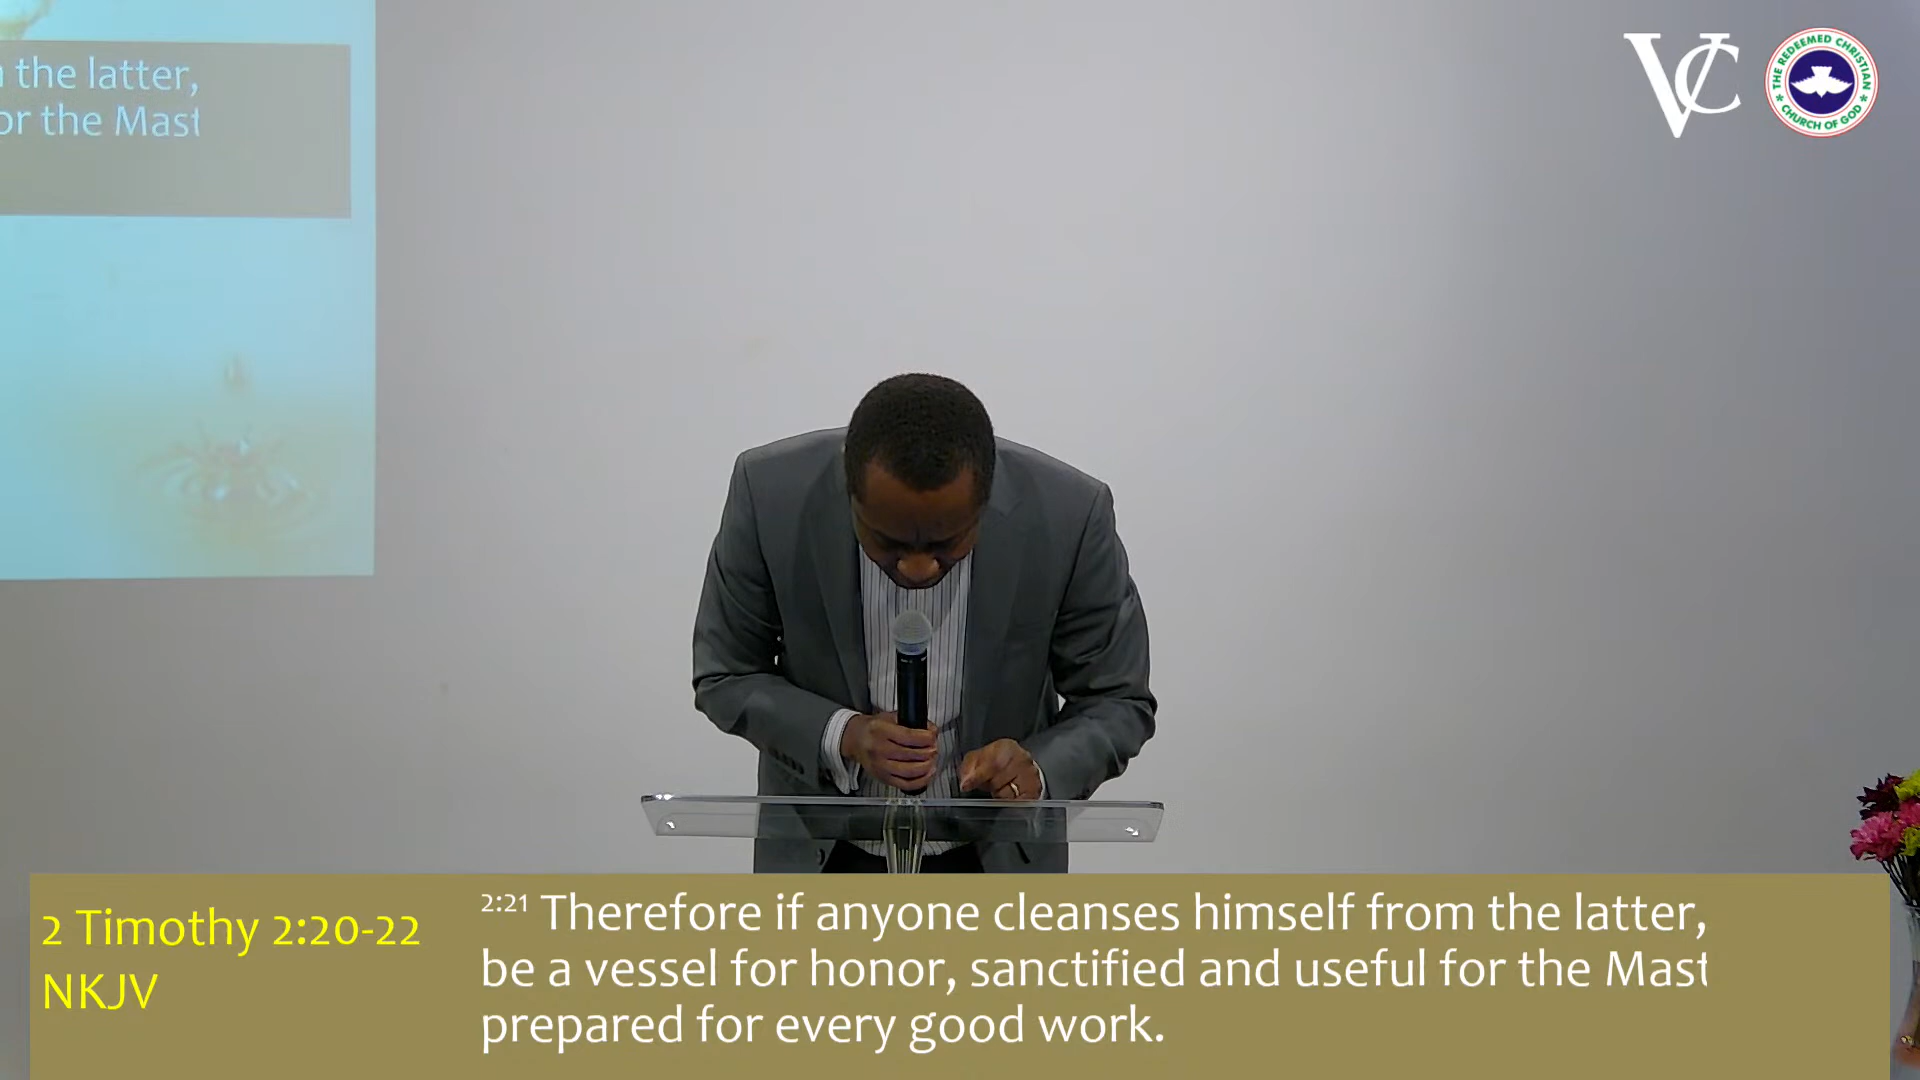 the latter,
or the Mast
VC
THE REDEEMED CHRISTIAN
CHURCH OF GOD
2 Timothy 2:20-22
NKJV
2:21 Therefore if anyone cleanses himself from the latter,
be a vessel for honor, sanctified and useful for the Mast
prepared for every good work.